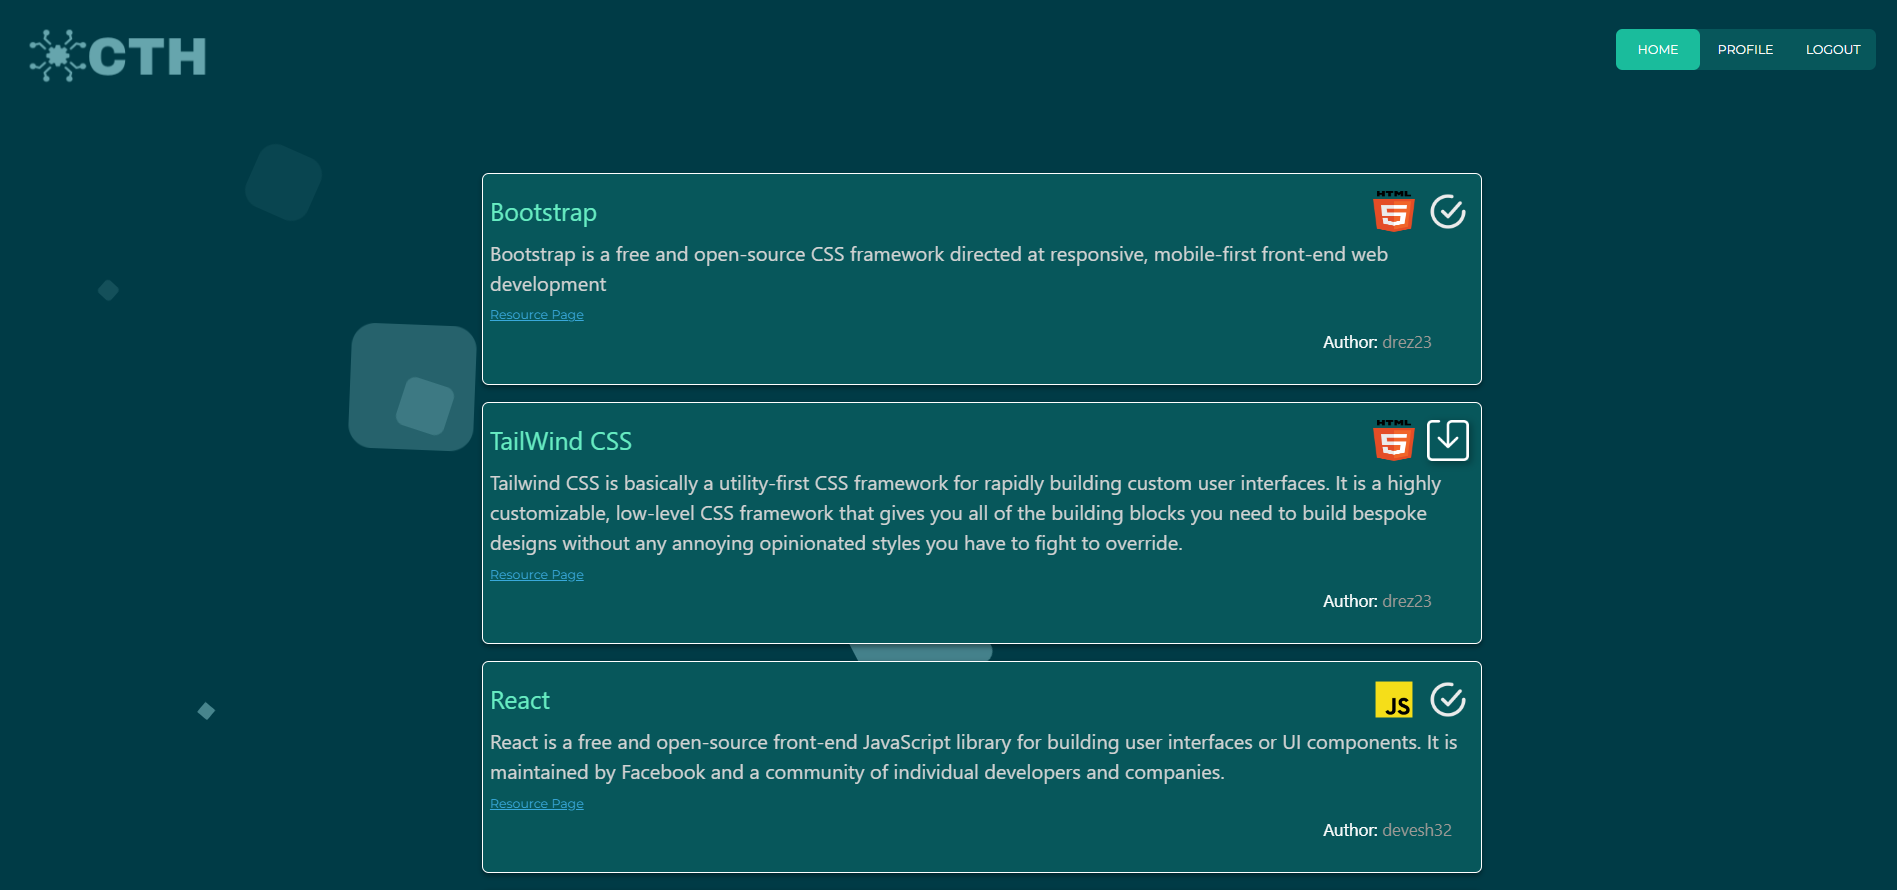 CTH
HOME PROFILE LOGOUT
Bootstrap
HTML
5
Bootstrap is a free and open-source CSS framework directed at responsive, mobile-first front-end web
development
Resource Page
Author: drez23
TailWind CSS
HTML
5
Tailwind CSS is basically a utility-first CSS framework for rapidly building custom user interfaces. It is a highly
customizable, low-level CSS framework that gives you all of the building blocks you need to build bespoke
designs without any annoying opinionated styles you have to fight to override.
Resource Page
Author: drez23
React
JS
React is a free and open-source front-end JavaScript library for building user interfaces or UI components. It is
maintained by Facebook and a community of individual developers and companies.
Resource Page
Author: devesh32